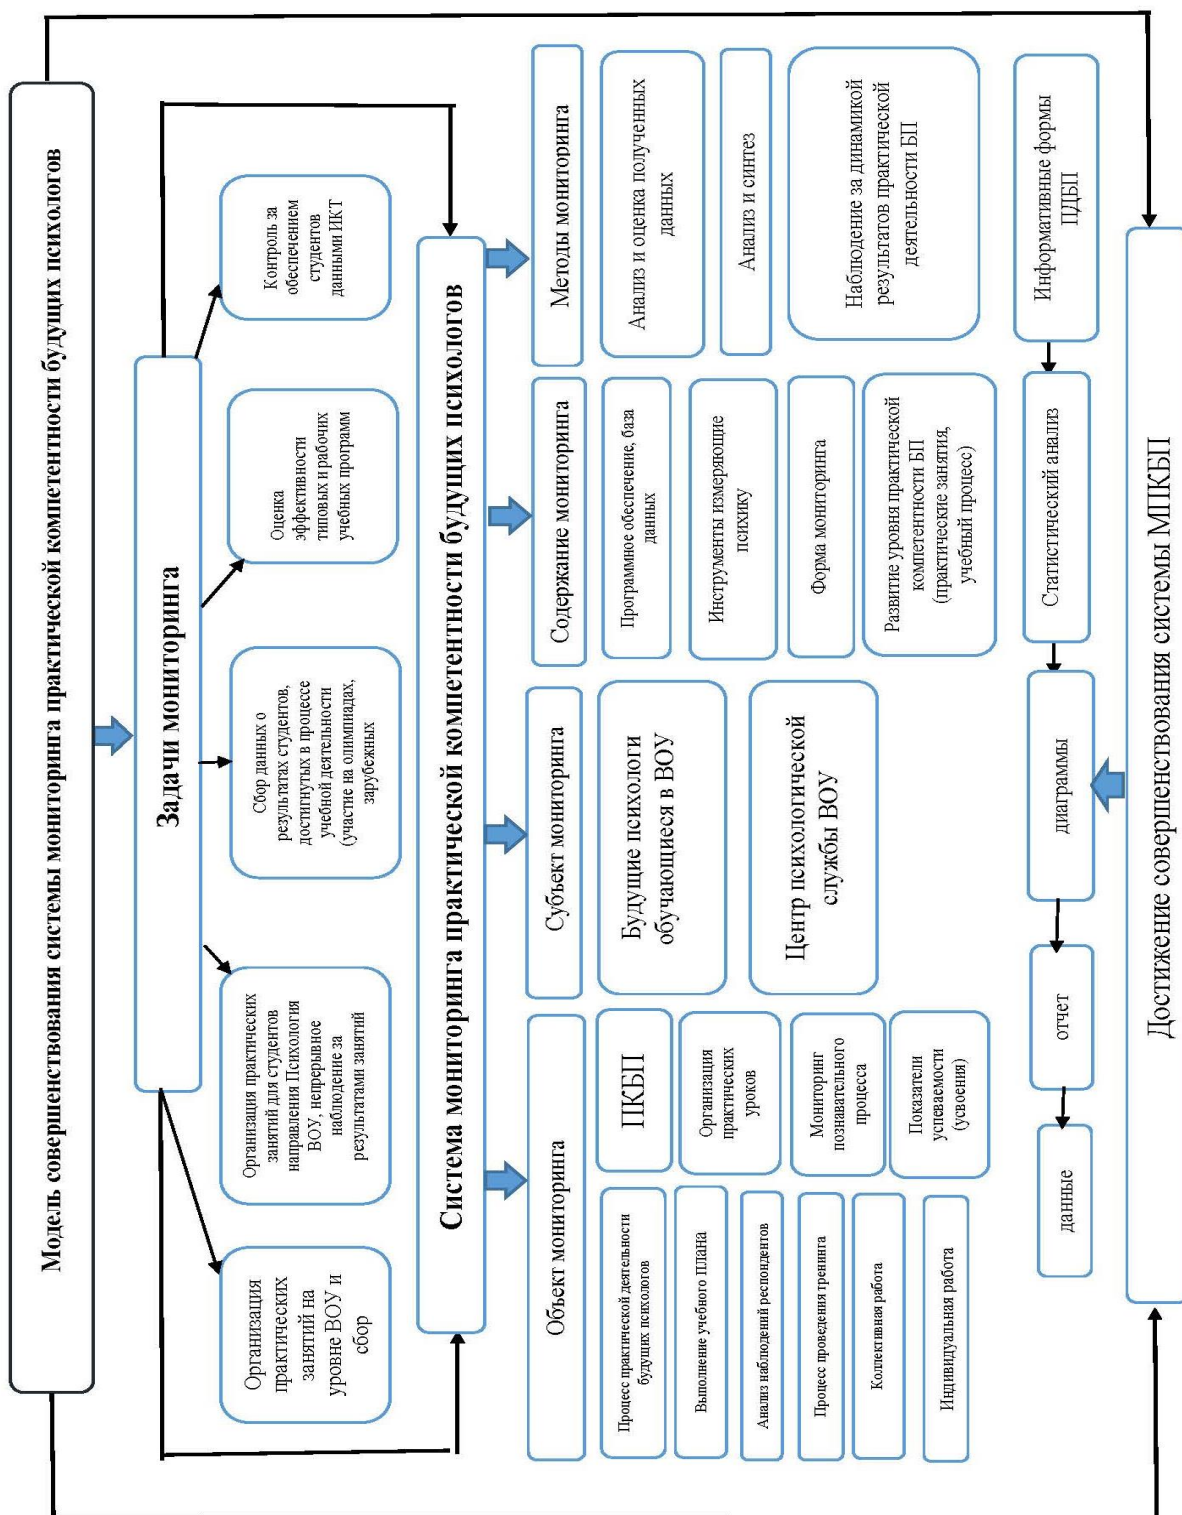 Модель совершенствования системы мониторинга практической компетентности будущих психологов
Задачи мониторинга
Организация
практических
занятий на
уровне ВОУ и
сбор
Организация практических
занятий для студентов
направления Психология
ВОУ, непрерывное
наблюдение за
результатами занятий
Сбор данных о
результатах студентов,
достигнутых в процессе
учебной деятельности
(участие на олимпиадах,
зарубежных
Оценка
эффективности
типовых и рабочих
учебных программ
Контроль за
обеспечением
студентов
данными ИКТ
Система мониторинга практической компетентности будущих психологов
Объект мониторинга
Процесс практической деятельности
будущих психологов
Выполнение учебного плана
Анализ наблюдений респондентов
Процесс проведения тренинга
Коллективная работа
Индивидуальная работа
ПКБП
Организация
практических
уроков
Мониторинг
познавательного
процесса
Показатели
успеваемости
(усвоения)
Субъект мониторинга
Будущие психологи
обучающиеся в ВОУ
Центр психологической
службы ВОУ
Содержание мониторинга
Программное обеспечение, база
данных
Инструменты измеряющие
психику
Форма мониторинга
Развитие уровня практической
компетентности БП
(практические занятия,
учебный процесс)
Методы мониторинга
Анализ и оценка полученных
данных
Анализ и синтез
Наблюдение за динамикой
результатов практической
деятельности БП
данные
отчет
диаграммы
Статистический анализ
Информативные формы
ПДБП
Достижение совершенствования системы МПКБП